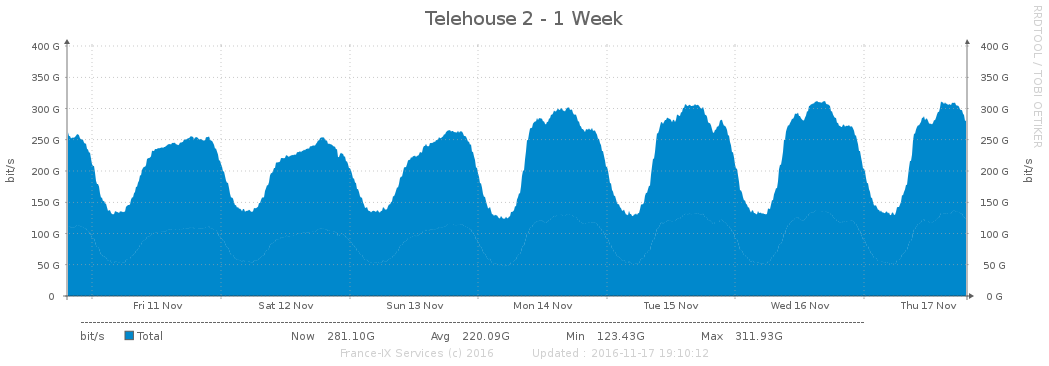 Telehouse 2 - 1 Week
RRDTOOL / TOBI OETIKER
400 G 400 G
350 G 350 G
300 G 300 G
250 G 250 G
200 G 200 G
150 G 150 G
100 G 100 G
50 G 50 G
0 0 G
bit/s
bit/s
Fri 11 Nov Sat 12 Nov Sun 13 Nov Mon 14 Nov Tue 15 Nov Wed 16 Nov Thu 17 Nov
bit/s Total Now 281.10G Avg 220.09G Min 123.43G Max 311.93G
France-IX Services (c) 2016 Updated : 2016-11-17 19:10:12